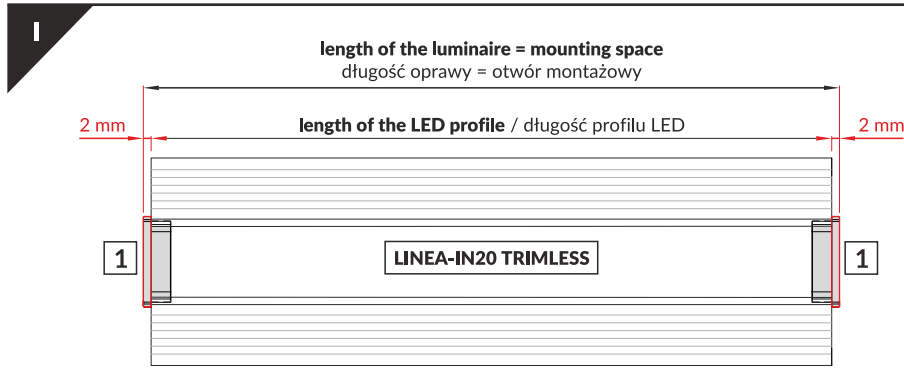 I
length of the luminaire = mounting space
długość oprawy = otwór montażowy
2 mm
length of the LED profile / długość profilu LED
2 mm
1
LINEA-IN20 TRIMLESS
1